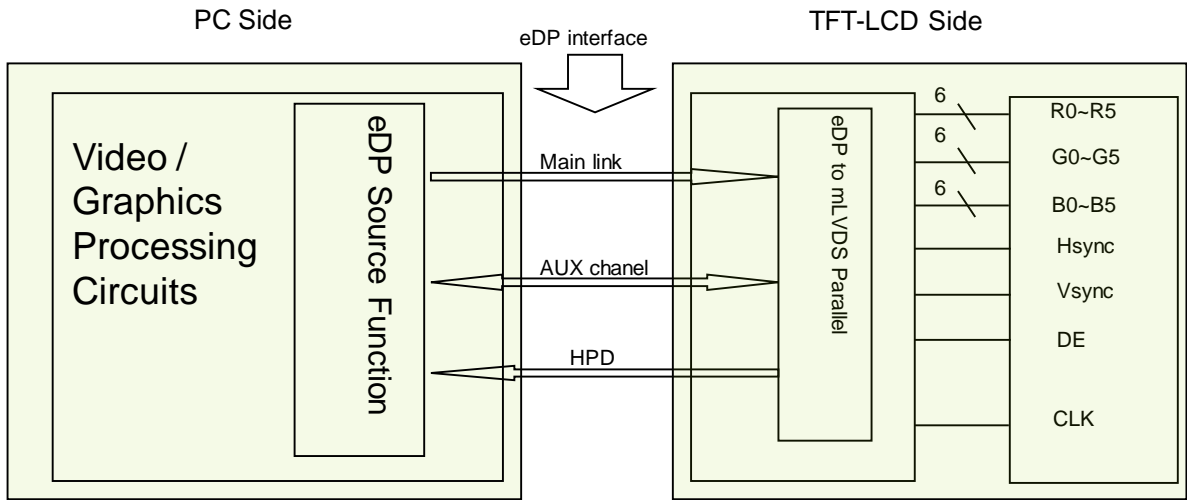 PC Side
eDP interface
TFT-LCD Side
Video /
Graphics
Processing
Circuits
eDP Source Function
Main link
AUX chanel
HPD
eDP to mLVDS Parallel
6
R0~R5
6
G0~G5
6
B0~B5
Hsync
Vsync
DE
CLK